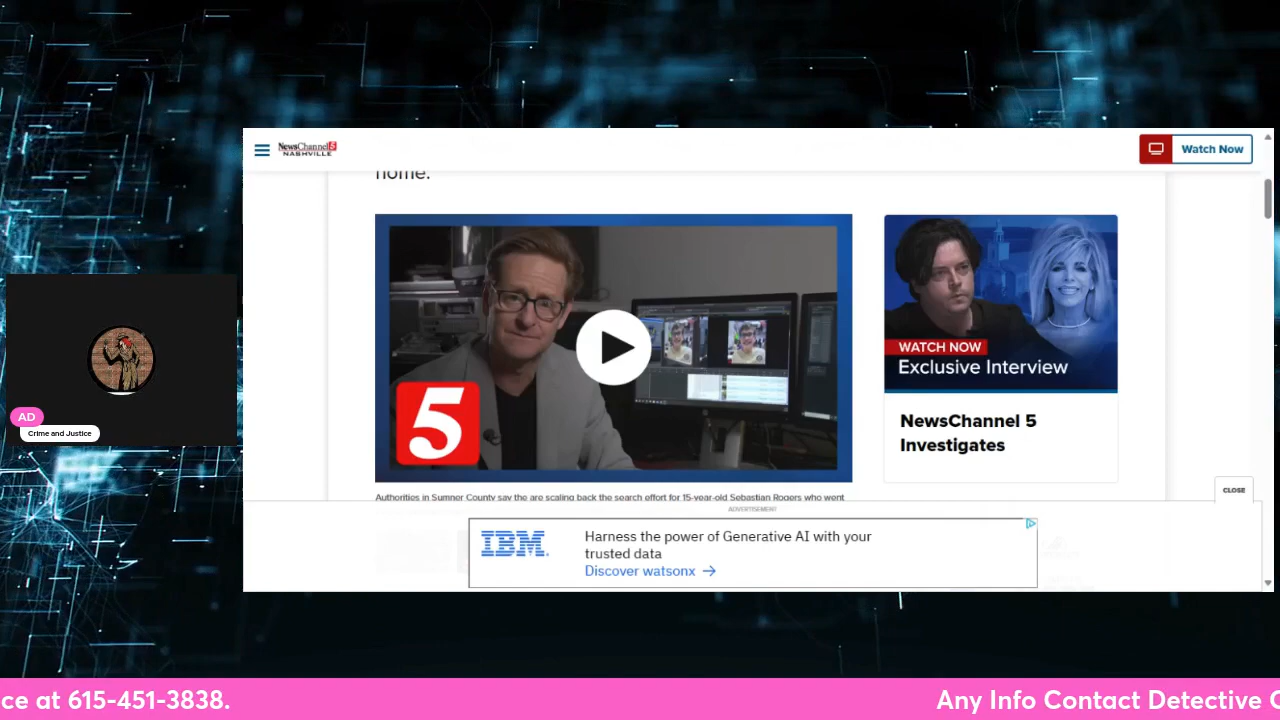 NewsChannel 5
NASHVILLE
Watch Now
home.
5
WATCH NOW
Exclusive Interview
NewsChannel 5
Investigates
Authorities in Sumner County say the are scaling back the search effort for 15-year-old Sebastian Rogers who went
CLOSE
ADVERTISEMENT
IBM
Harness the power of Generative AI with your
trusted data
Discover watsonx →
AD
Crime and Justice
ce at 615-451-3838.
Any Info Contact Detective C